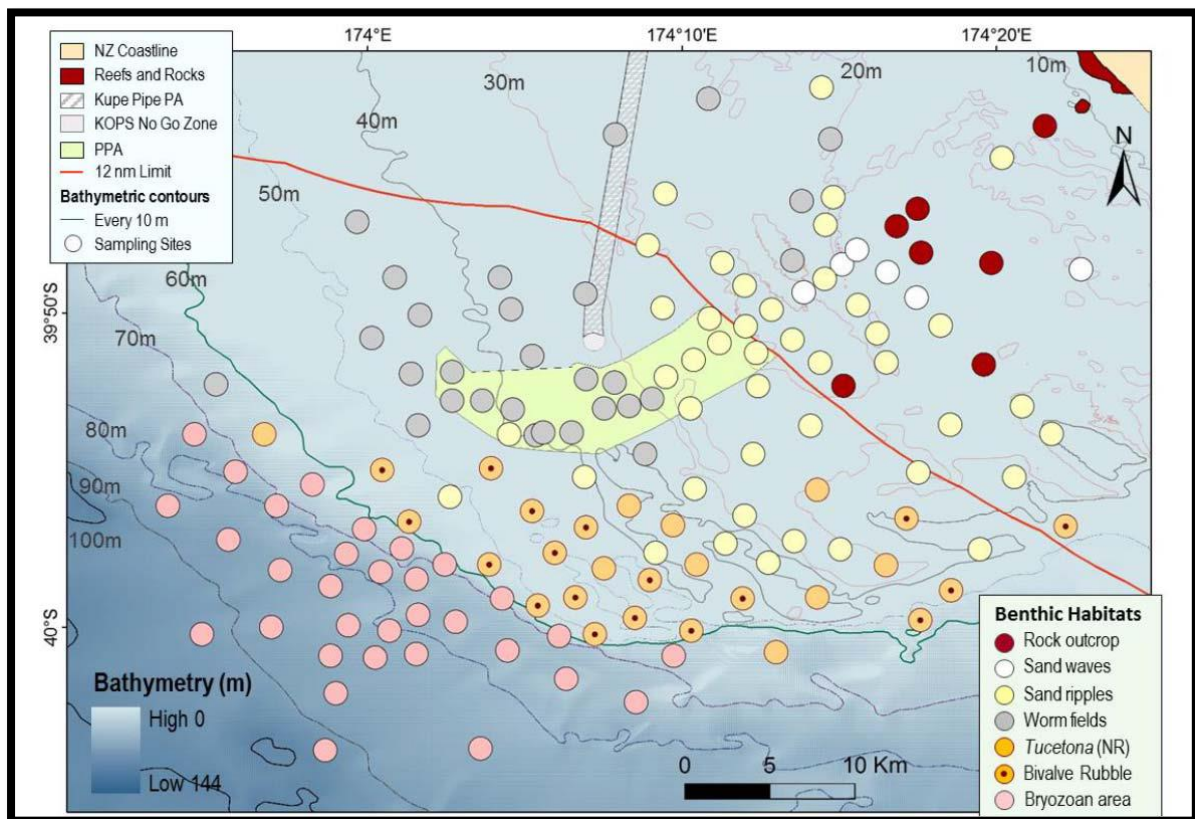 174°E
174°10'E
174°20'E
NZ Coastline
Reefs and Rocks
Kupe Pipe PA
KOPS No Go Zone
PPA
12 nm Limit
Bathymetric contours
Every 10 m
Sampling Sites
10m
20m
30m
40m
50m
60m
70m
80m
90m
100m
N
39°50'S
40°S
Bathymetry (m)
High 0
Low 144
0 5 10 Km
Benthic Habitats
Rock outcrop
Sand waves
Sand ripples
Worm fields
Tucetona (NR)
Bivalve Rubble
Bryozoan area